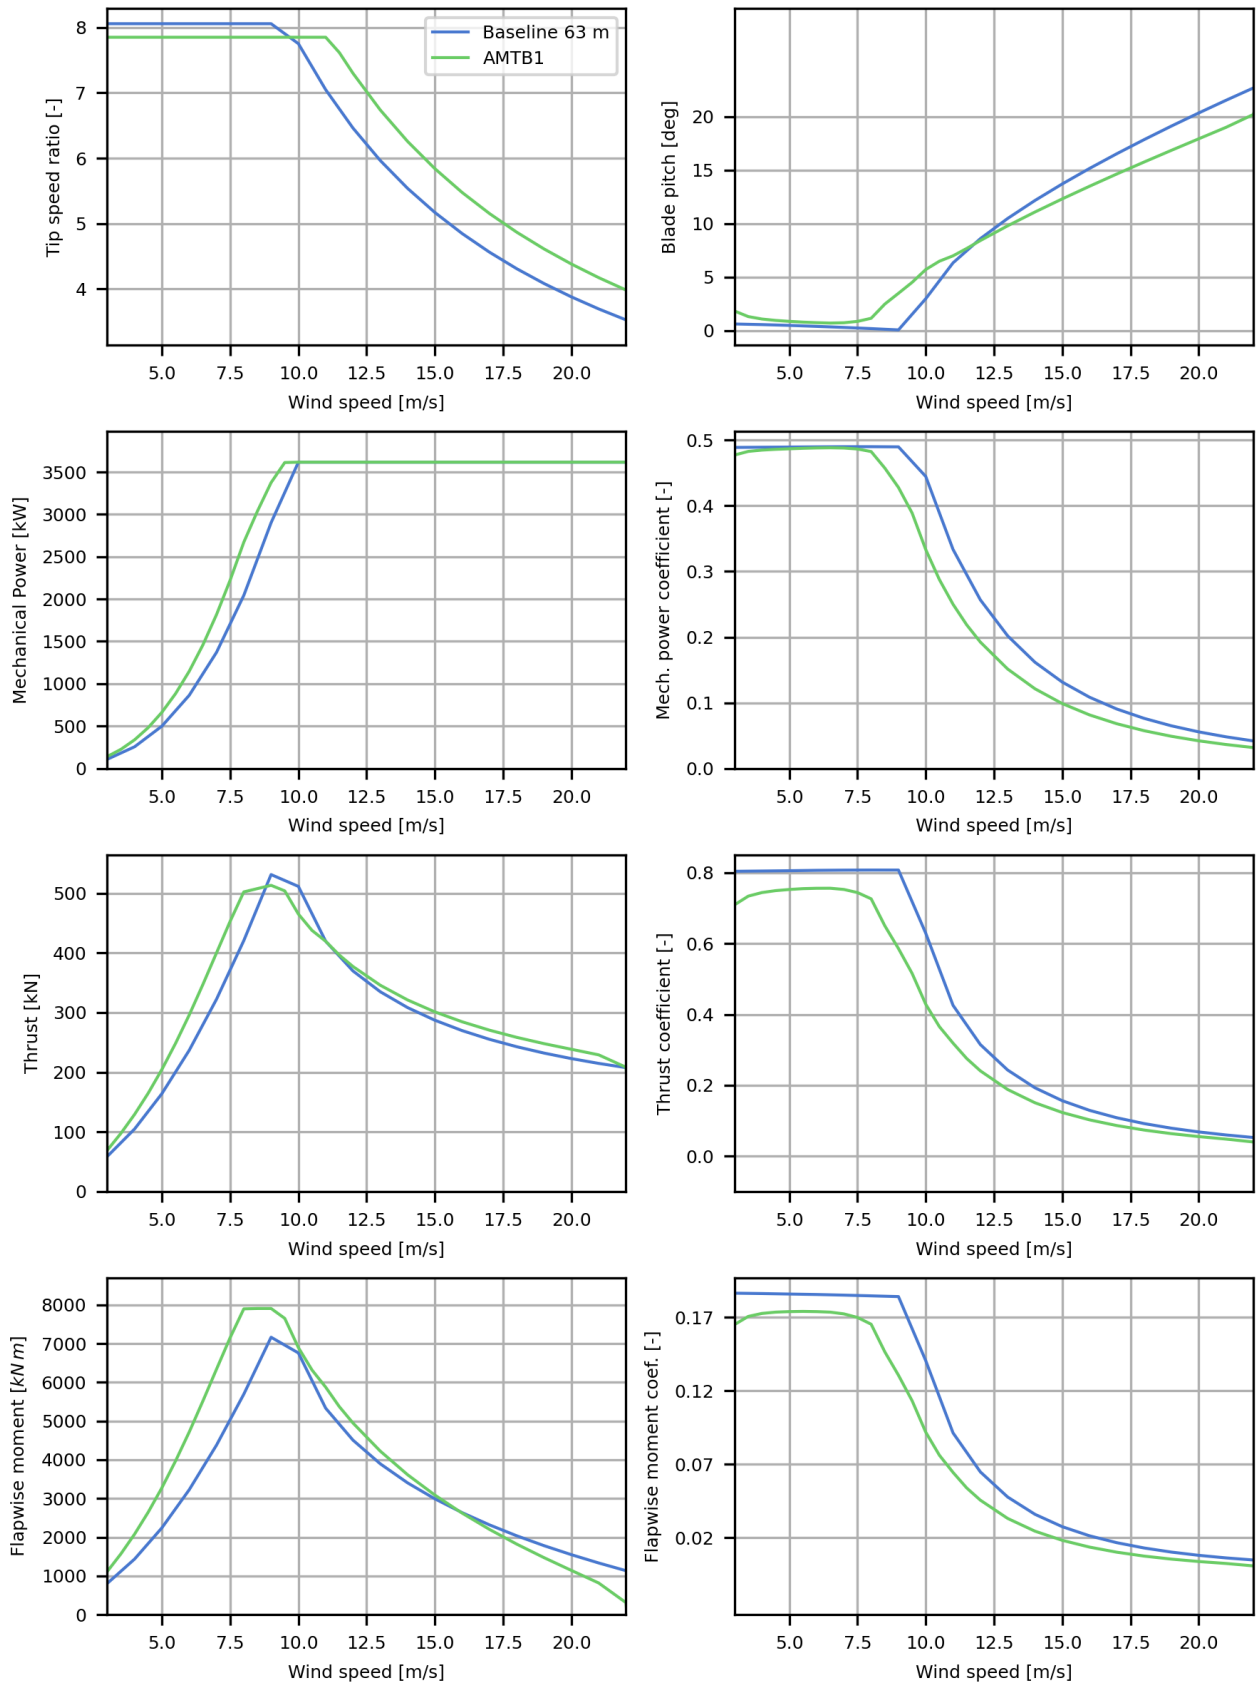 8
7
6
5
4
Tip speed ratio [-]
Baseline 63 m
AMTB1
5.0 7.5 10.0 12.5 15.0 17.5 20.0
Wind speed [m/s]
20
15
10
5
0
Blade pitch [deg]
5.0 7.5 10.0 12.5 15.0 17.5 20.0
Wind speed [m/s]
3500
3000
2500
2000
1500
1000
500
0
Mechanical Power [kW]
5.0 7.5 10.0 12.5 15.0 17.5 20.0
Wind speed [m/s]
0.5
0.4
0.3
0.2
0.1
0.0
Mech. power coefficient [-]
5.0 7.5 10.0 12.5 15.0 17.5 20.0
Wind speed [m/s]
500
400
300
200
100
0
Thrust [kN]
5.0 7.5 10.0 12.5 15.0 17.5 20.0
Wind speed [m/s]
0.8
0.6
0.4
0.2
0.0
Thrust coefficient [-]
5.0 7.5 10.0 12.5 15.0 17.5 20.0
Wind speed [m/s]
8000
7000
6000
5000
4000
3000
2000
1000
0
Flapwise moment [kN m]
5.0 7.5 10.0 12.5 15.0 17.5 20.0
Wind speed [m/s]
0.17
0.12
0.07
0.02
Flapwise moment coef. [-]
5.0 7.5 10.0 12.5 15.0 17.5 20.0
Wind speed [m/s]